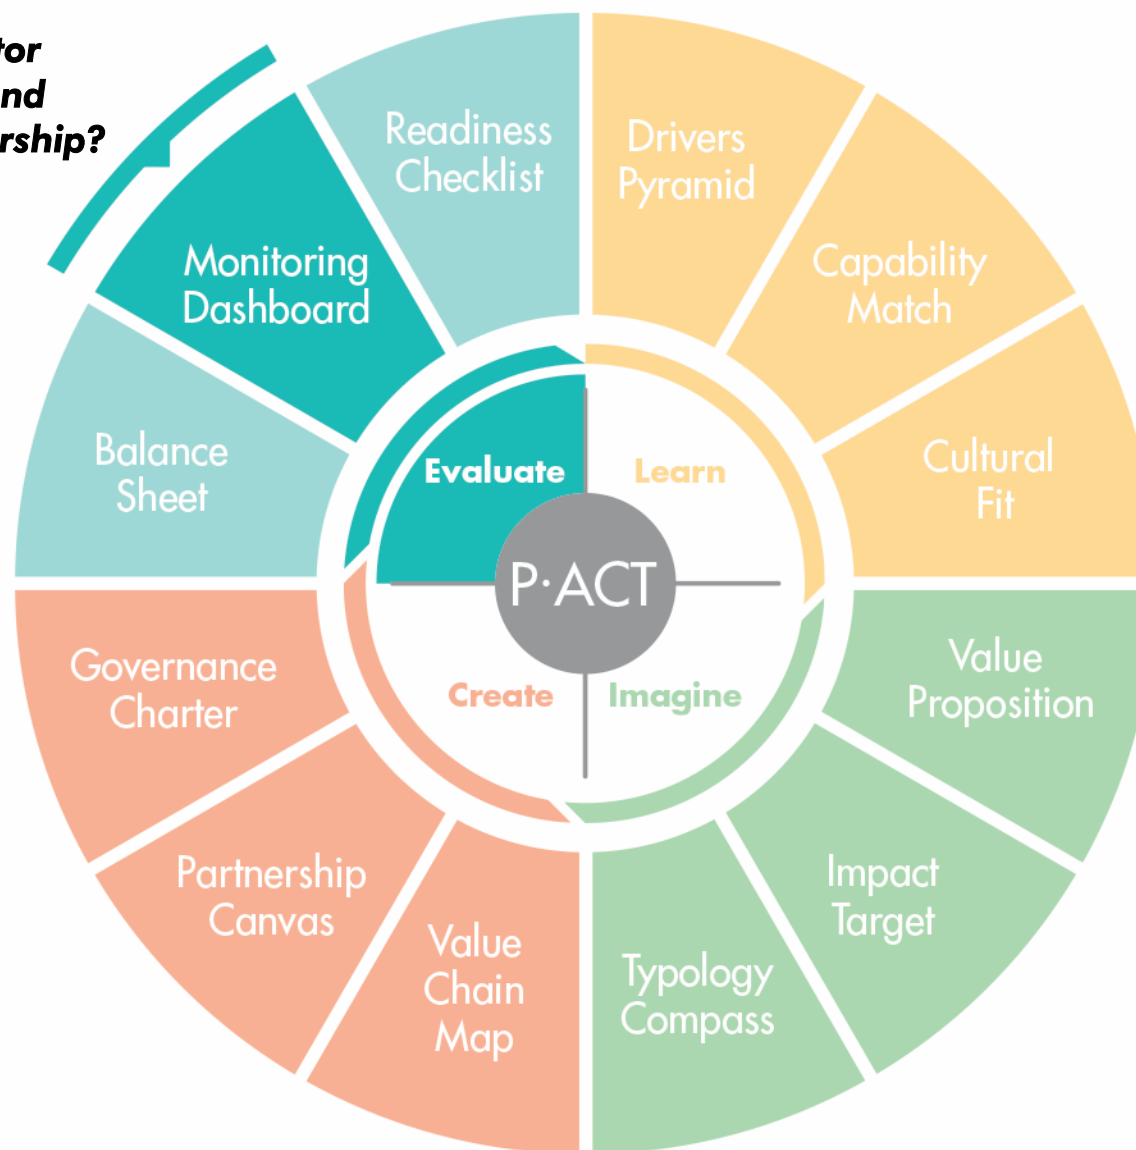 tor
nd
rship?
Readiness
Checklist
Drivers
Pyramid
Monitoring
Dashboard
Capability
Match
Balance
Sheet
Cultural
Fit
Evaluate
Learn
P·ACT
Create
Imagine
Governance
Charter
Value
Proposition
Partnership
Canvas
Impact
Target
Value
Chain
Map
Typology
Compass